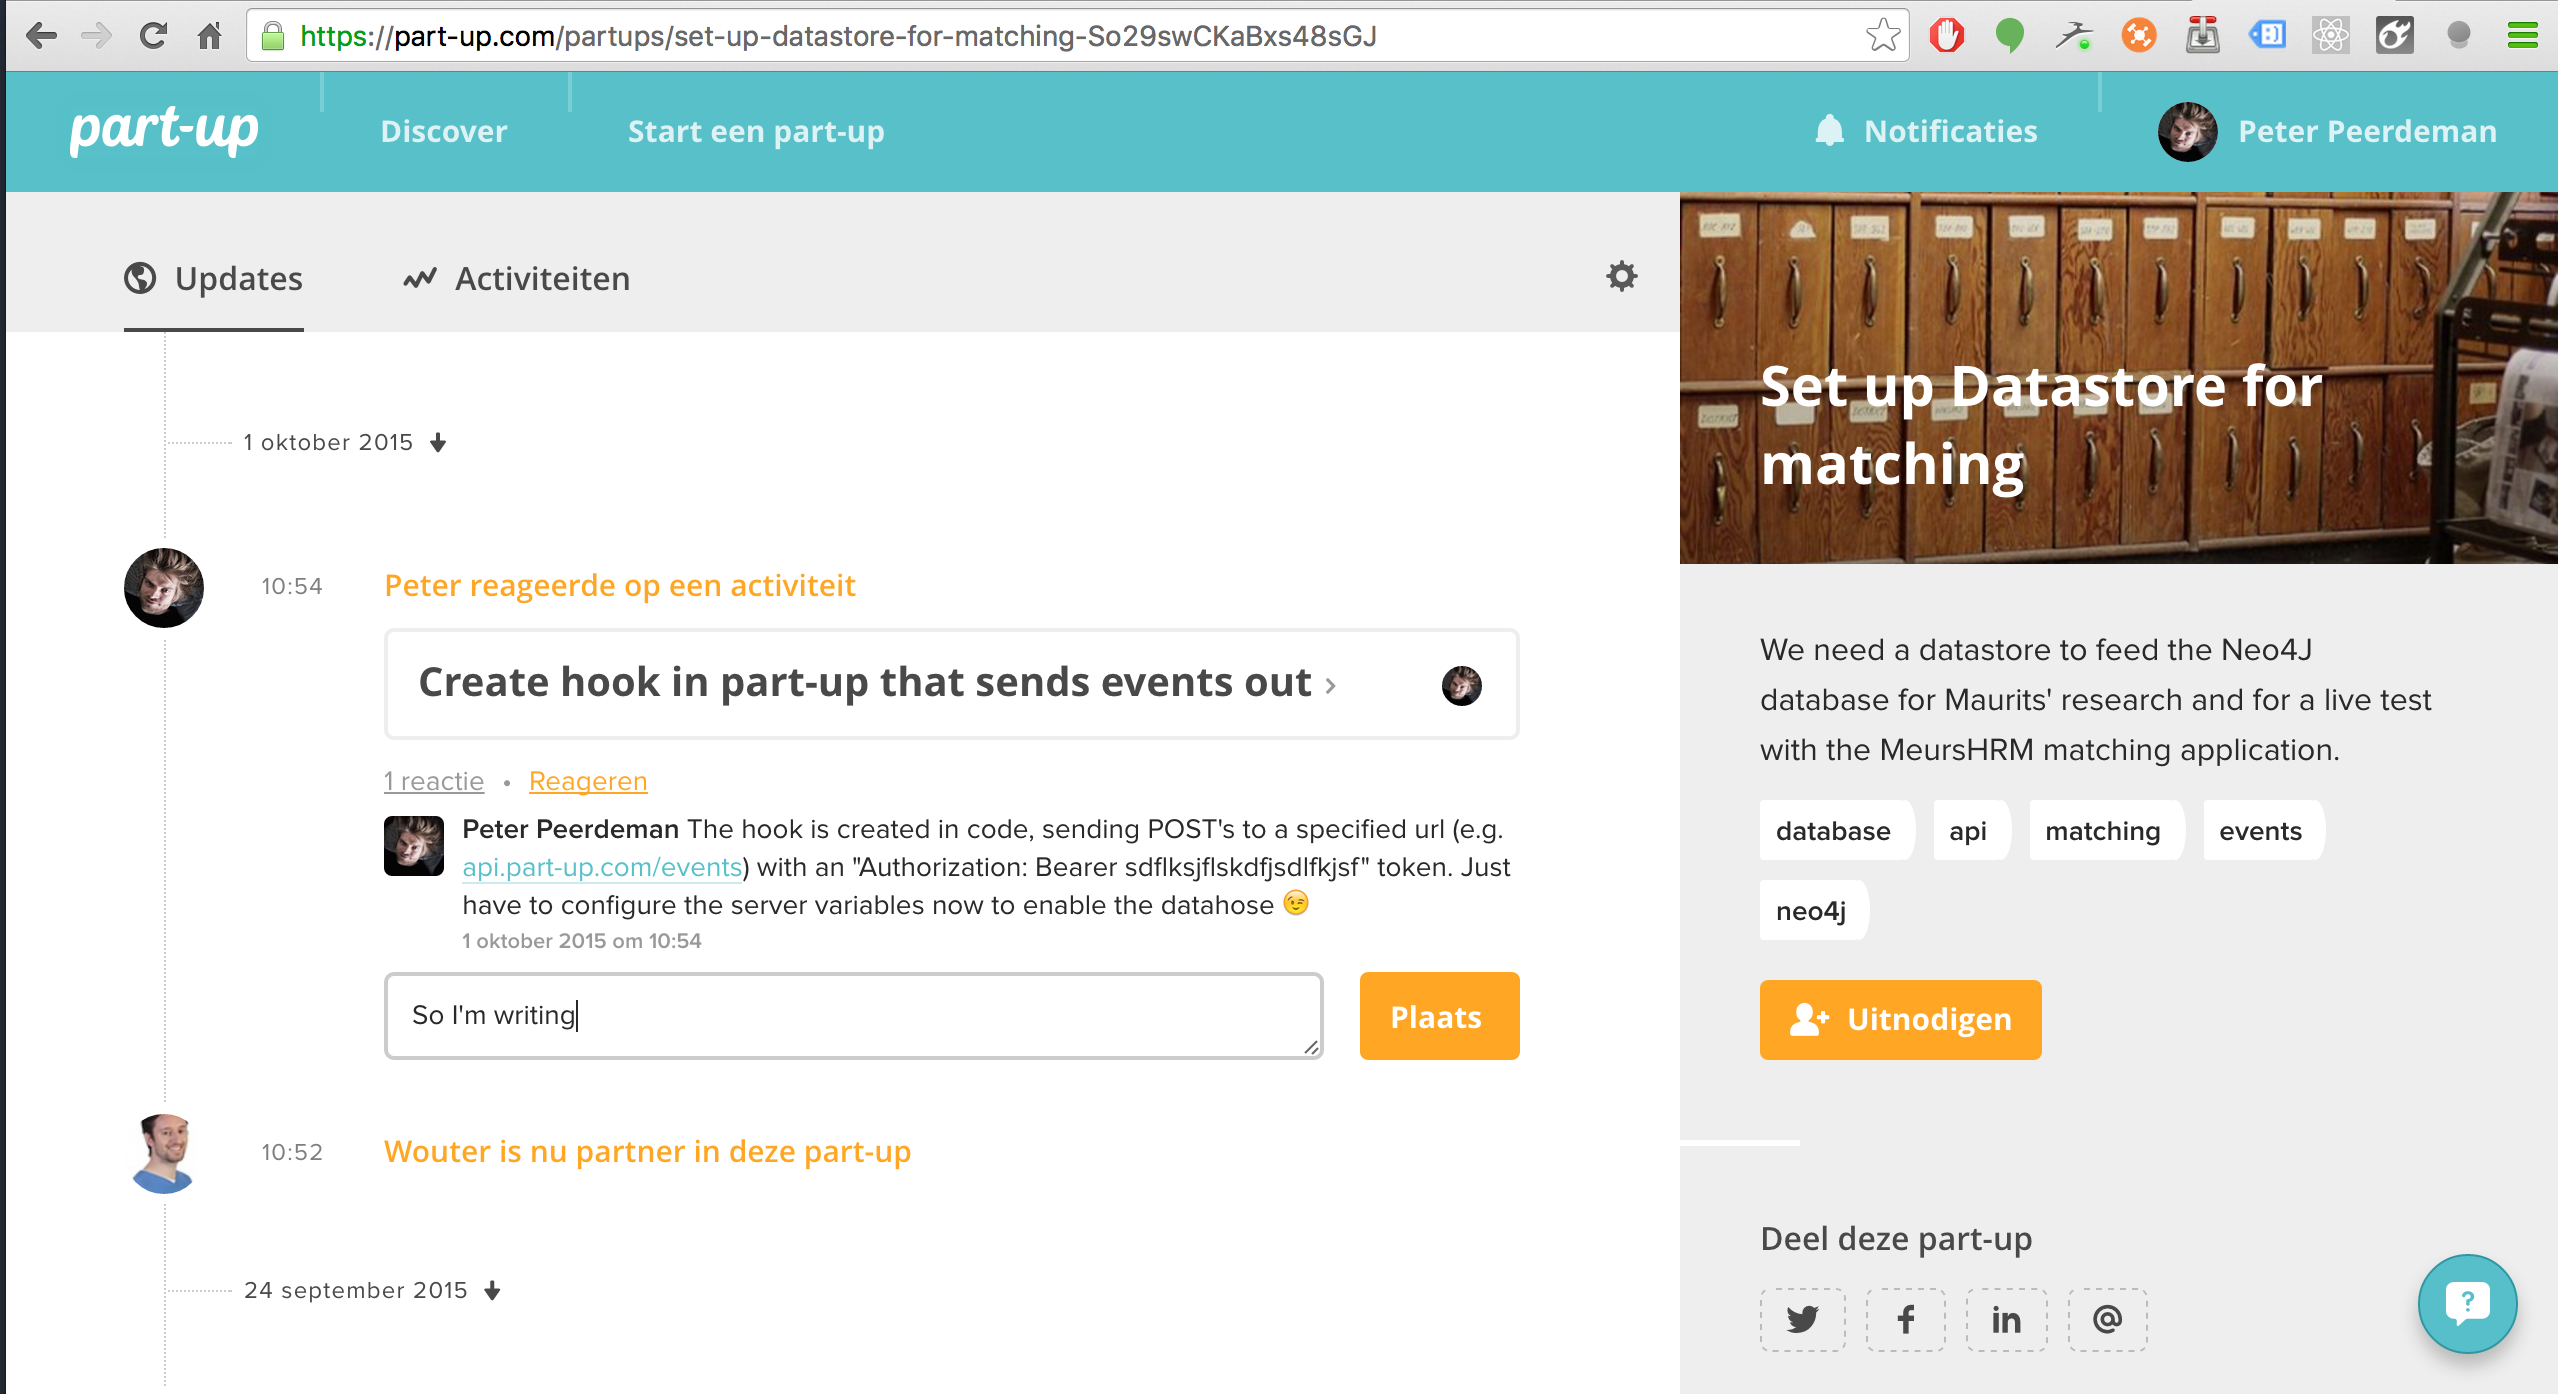 https://part-up.com/partups/set-up-datastore-for-matching-So29swCKaBxs48sGJ
part-up
Discover
Start een part-up
Notificaties
Peter Peerdeman
Updates
Activiteiten
1 oktober 2015
10:54
Peter reageerde op een activiteit
Create hook in part-up that sends events out ›
1 reactie • Reageren
Peter Peerdeman The hook is created in code, sending POST's to a specified url (e.g.
api.part-up.com/events) with an "Authorization: Bearer sdflksjflskdfjsdlfkjsf" token. Just
have to configure the server variables now to enable the datahose 😉
1 oktober 2015 om 10:54
So I'm writing
Plaats
10:52
Wouter is nu partner in deze part-up
24 september 2015
Set up Datastore for
matching
We need a datastore to feed the Neo4J
database for Maurits' research and for a live test
with the MeursHRM matching application.
database
api
matching
events
neo4j
Uitnodigen
Deel deze part-up
f
in
@
?